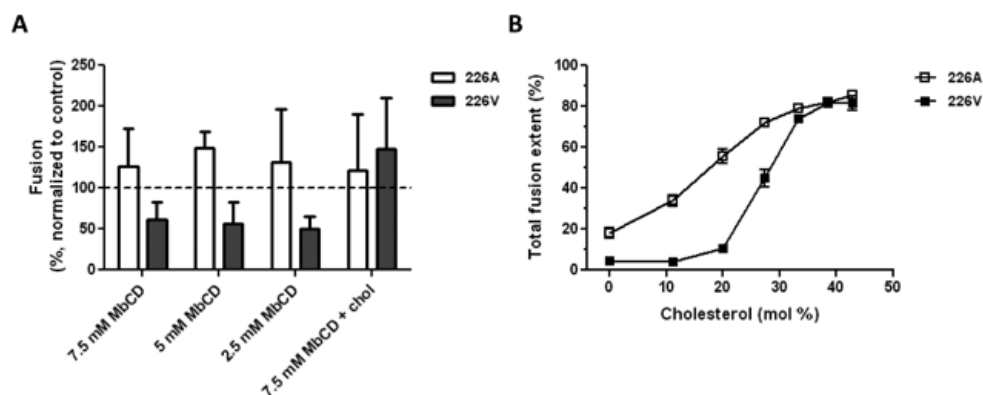 A
Fusion
(%, normalized to control)
250
200
150
100
50
0
226A
226V
7.5 mM MbCD
5 mM MbCD
2.5 mM MbCD
7.5 mM MbCD + chol
B
Total fusion extent (%)
100
80
60
40
20
0
0 10 20 30 40 50
Cholesterol (mol %)
226A
226V